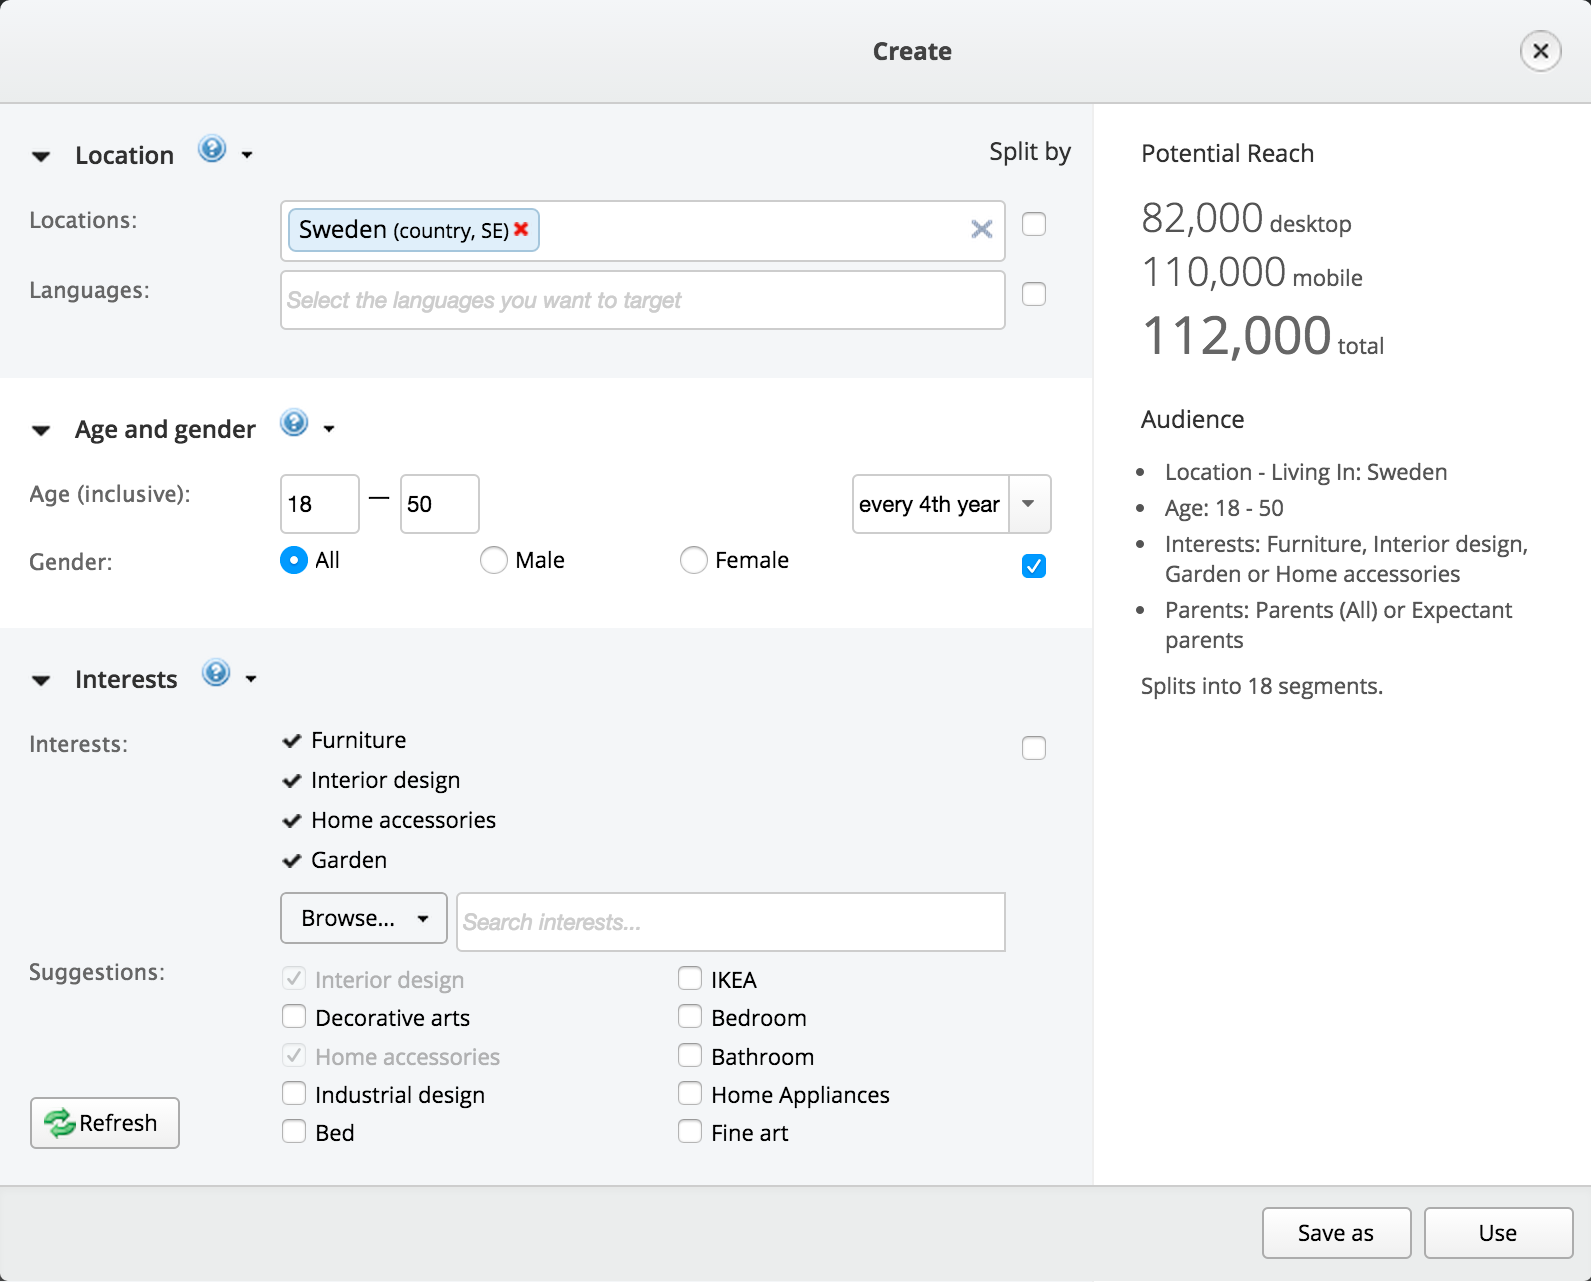 Create
Location
Split by
Locations:
Sweden (country, SE)
Languages:
Select the languages you want to target
Age and gender
Age (inclusive):
18 — 50
every 4th year
Gender:
All
Male
Female
Interests
Interests:
Furniture
Interior design
Home accessories
Garden
Browse...
Search interests...
Suggestions:
Interior design
IKEA
Decorative arts
Bedroom
Home accessories
Bathroom
Industrial design
Home Appliances
Bed
Fine art
Refresh
Potential Reach
82,000 desktop
110,000 mobile
112,000 total
Audience
Location - Living In: Sweden
Age: 18 - 50
Interests: Furniture, Interior design,
Garden or Home accessories
Parents: Parents (All) or Expectant
parents
Splits into 18 segments.
Save as
Use